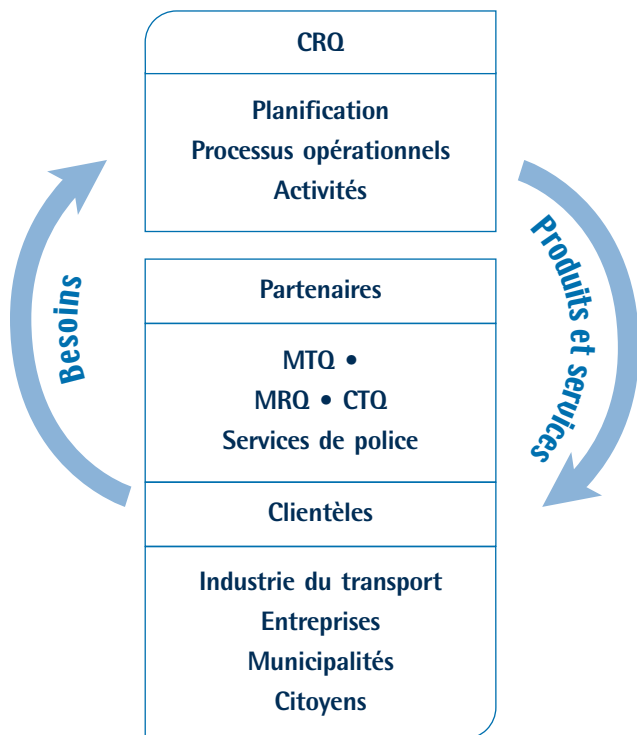 CRQ
Planification
Processus opérationnels
Activités
Besoins
Produits et services
Partenaires
MTQ •
MRQ • CTQ
Services de police
Clientèles
Industrie du transport
Entreprises
Municipalités
Citoyens